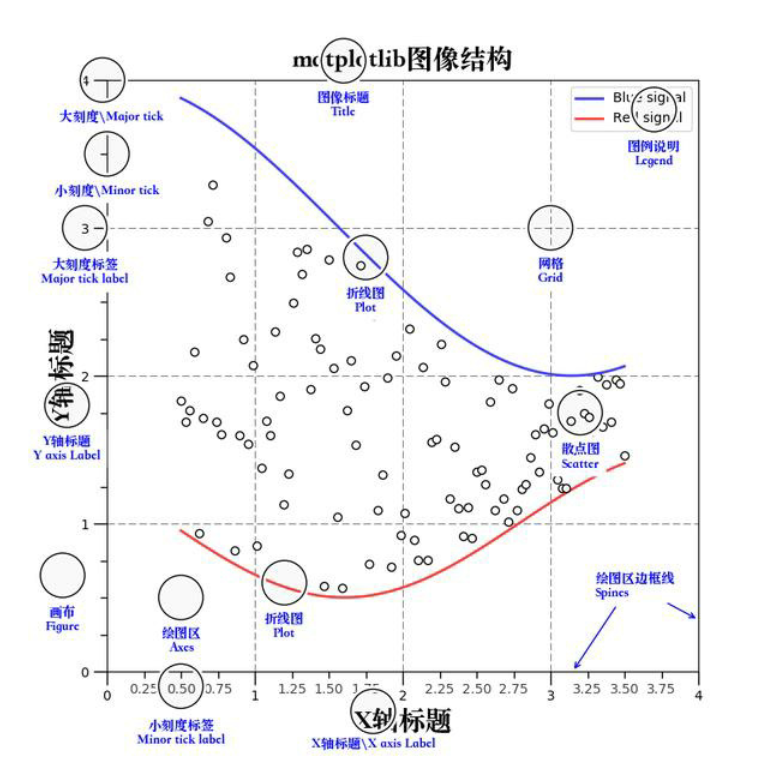 matplotlib图像结构
图像标题
Title
4
大刻度\Major tick
Blue signal
Red signal
图例说明
Legend
小刻度\Minor tick
3
大刻度标签
Major tick label
网格
Grid
折线图
Plot
Y轴标题
2
Y轴标题
Y axis Label
散点图
Scatter
1
画布
Figure
绘图区
Axes
折线图
Plot
绘图区边框线
Spines
0
0 0.25 0.50 0.75 1 1.25 1.50 1.75 2 2.25 2.50 2.75 3 3.25 3.50 3.75 4
小刻度标签
Minor tick label
X轴标题
X轴标题\X axis Label